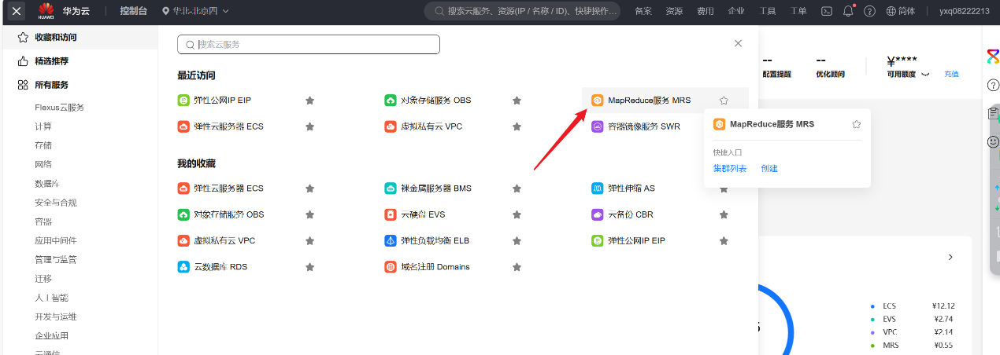 华为云 控制台 华北-北京四 搜索云服务、资源(IP / 名称 / ID)、快捷操作... 备案 资源 费用 企业 工具 工单 简体 yxq08222213
HUAWEI
收藏和访问
精选推荐
所有服务
Flexus云服务
计算
存储
网络
数据库
安全与合规
容器
应用中间件
管理与监管
迁移
人工智能
开发与运维
企业应用
云通信
搜索云服务
最近访问
弹性公网IP EIP 对象存储服务 OBS MapReduce服务 MRS
弹性云服务器 ECS 虚拟私有云 VPC 容器镜像服务 SWR
我的收藏
弹性云服务器 ECS 裸金属服务器 BMS 弹性伸缩 AS
对象存储服务 OBS 云硬盘 EVS 云备份 CBR
虚拟私有云 VPC 弹性负载均衡 ELB 弹性公网IP EIP
云数据库 RDS 域名注册 Domains
MapReduce服务 MRS
快捷入口
集群列表 创建
-- -- ¥****
配置提醒 优化顾问 可用额度 充值
ECS ¥12.12
EVS ¥2.74
VPC ¥2.14
MRS ¥0.55